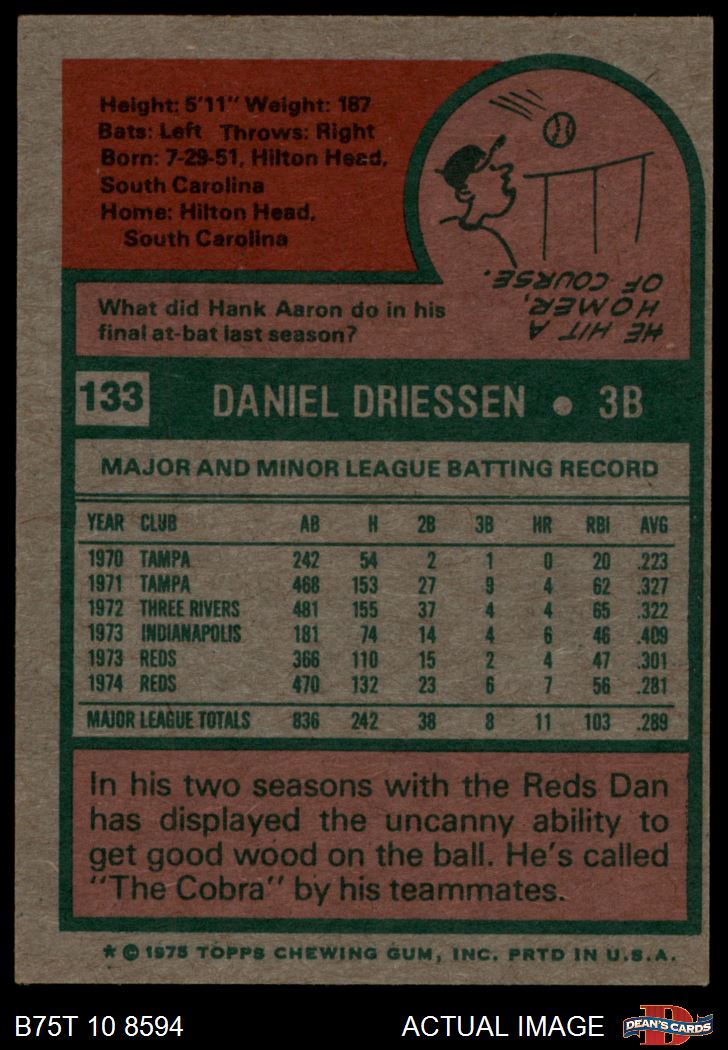 Height: 5'11" Weight: 187
Bats: Left Throws: Right
Born: 7-29-51, Hilton Head,
South Carolina
Home: Hilton Head,
South Carolina
What did Hank Aaron do in his
final at-bat last season?
HE HIT A
HOMER,
OF COURSE.
133 DANIEL DRIESSEN • 3B
MAJOR AND MINOR LEAGUE BATTING RECORD
YEAR CLUB AB H 2B 3B HR RBI AVG
1970 TAMPA 242 54 2 1 0 20 .223
1971 TAMPA 468 153 27 9 4 62 .327
1972 THREE RIVERS 481 155 37 4 4 65 .322
1973 INDIANAPOLIS 181 74 14 4 6 46 .409
1973 REDS 366 110 15 2 4 47 .301
1974 REDS 470 132 23 6 7 56 .281
MAJOR LEAGUE TOTALS 836 242 38 8 11 103 .289
In his two seasons with the Reds Dan
has displayed the uncanny ability to
get good wood on the ball. He's called
"The Cobra" by his teammates.
* © 1975 TOPPS CHEWING GUM, INC. PRTD IN U.S.A.
B75T 10 8594 ACTUAL IMAGE D DEAN'S CARDS